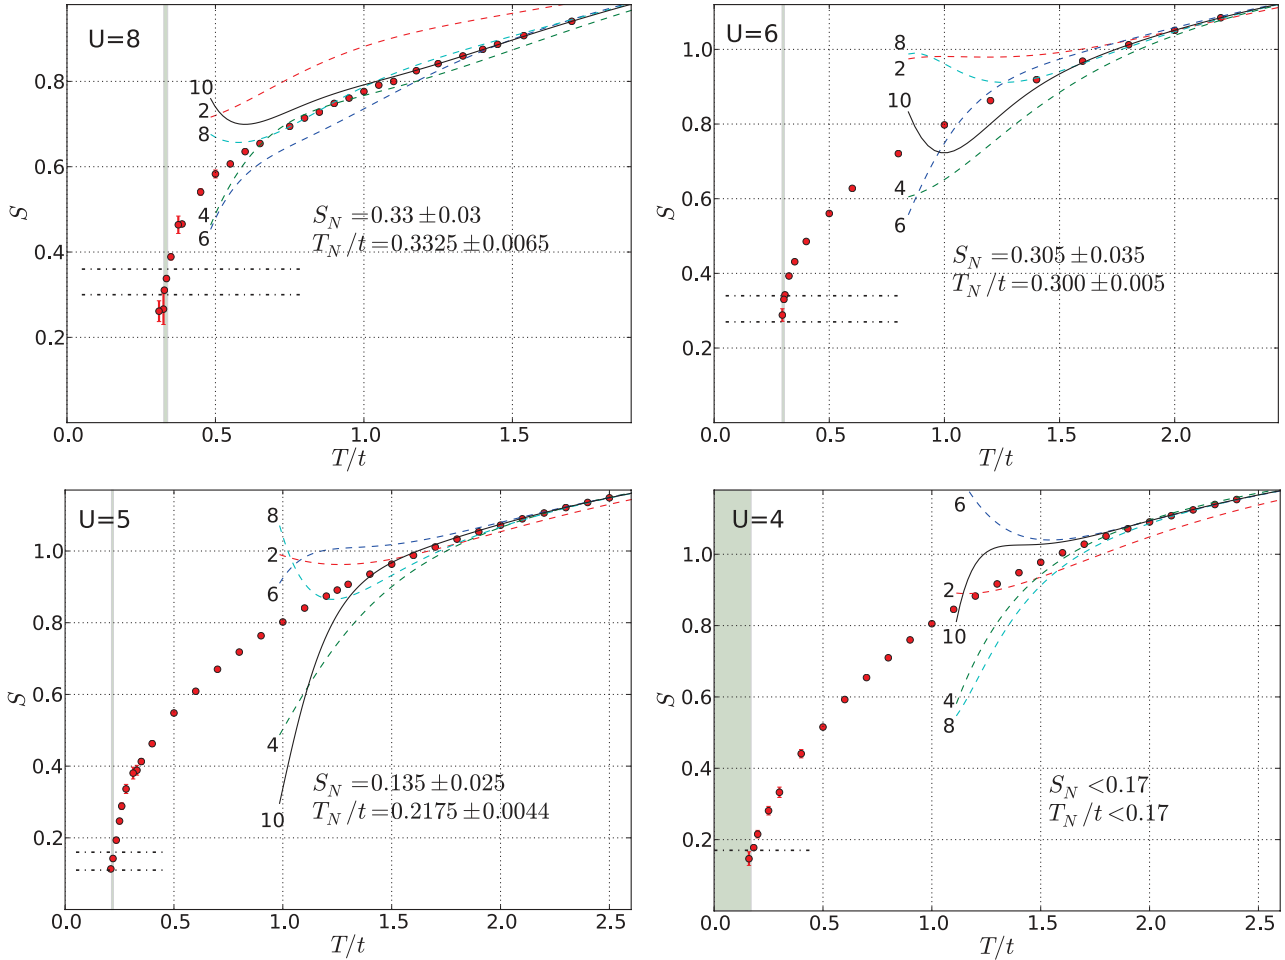 U=8
S
0.8
0.6
0.4
0.2
10
2
8
4
6
S_N = 0.33 ± 0.03
T_N/t = 0.3325 ± 0.0065
0.0 0.5 1.0 1.5
T/t
U=6
S
1.0
0.8
0.6
0.4
0.2
8
2
10
4
6
S_N = 0.305 ± 0.035
T_N/t = 0.300 ± 0.005
0.0 0.5 1.0 1.5 2.0
T/t
U=5
S
1.0
0.8
0.6
0.4
0.2
8
2
6
4
10
S_N = 0.135 ± 0.025
T_N/t = 0.2175 ± 0.0044
0.0 0.5 1.0 1.5 2.0 2.5
T/t
U=4
S
1.0
0.8
0.6
0.4
0.2
6
2
10
4
8
S_N < 0.17
T_N/t < 0.17
0.0 0.5 1.0 1.5 2.0 2.5
T/t